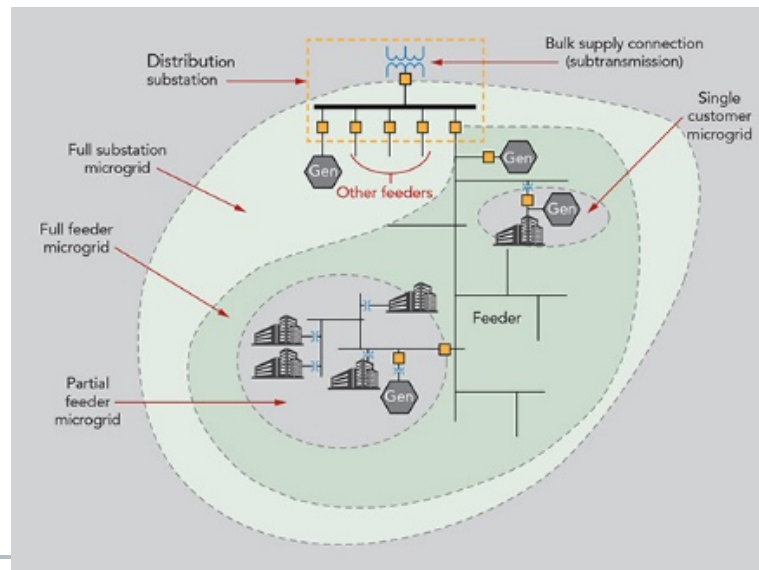 Distribution
substation
Bulk supply connection
(subtransmission)
Single
customer
microgrid
Full substation
microgrid
Gen
Other feeders
Gen
Gen
Full feeder
microgrid
Feeder
Partial
feeder
microgrid
Gen